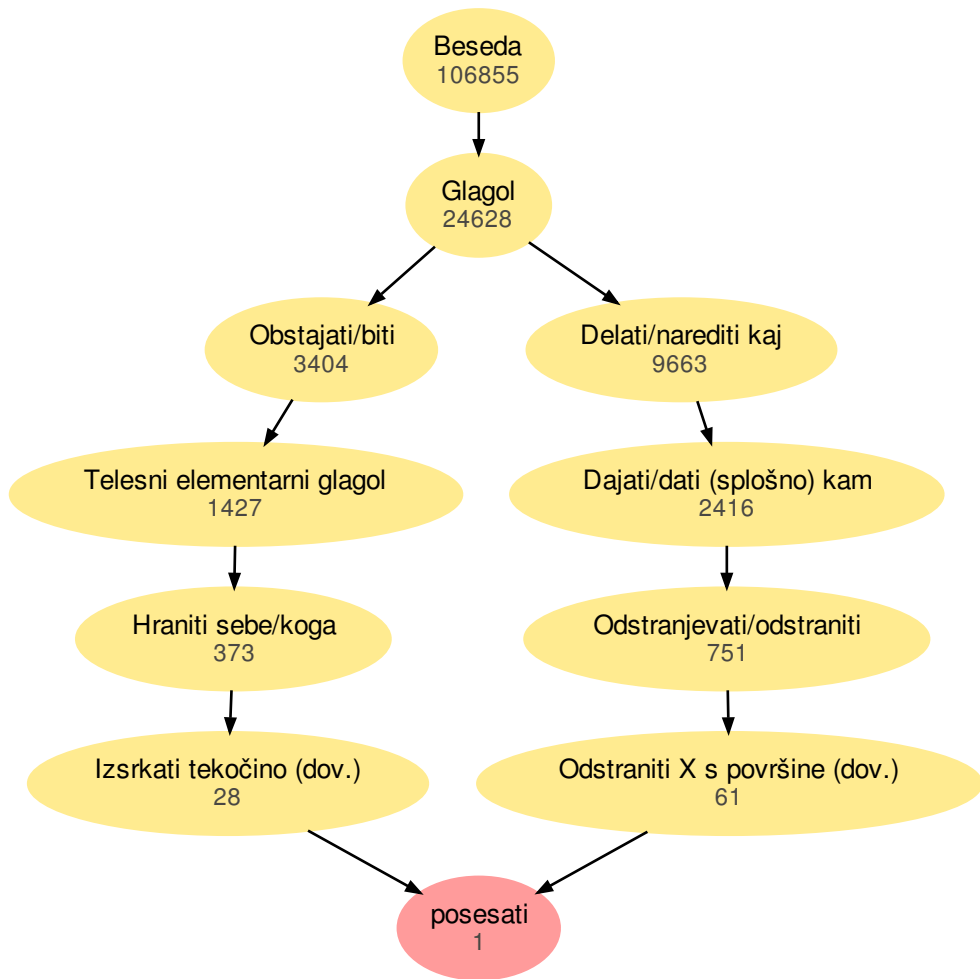 Beseda
106855
Glagol
24628
Obstajati/biti
3404
Delati/narediti kaj
9663
Telesni elementarni glagol
1427
Dajati/dati (splošno) kam
2416
Hraniti sebe/koga
373
Odstranjevati/odstraniti
751
Izsrkati tekočino (dov.)
28
Odstraniti X s površine (dov.)
61
posesati
1